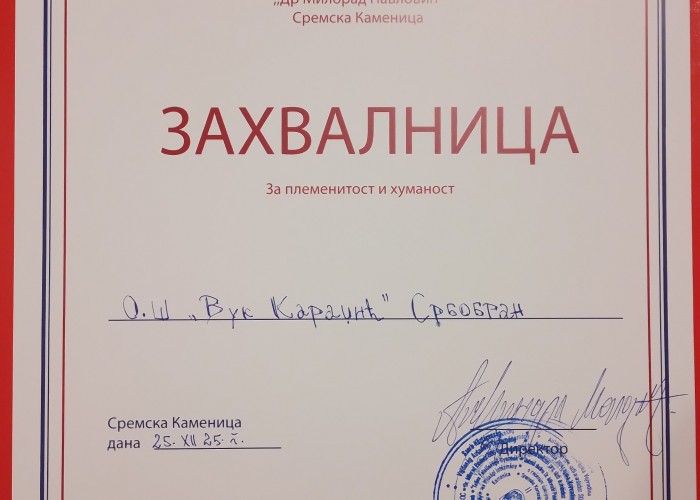 „Др Милорад Павловић"
Сремска Каменица
ЗАХВАЛНИЦА
За племенитост и хуманост
О.Ш „Вук Караџић" Србобран
Сремска Каменица
дана 25. XII 25. г.
Директор